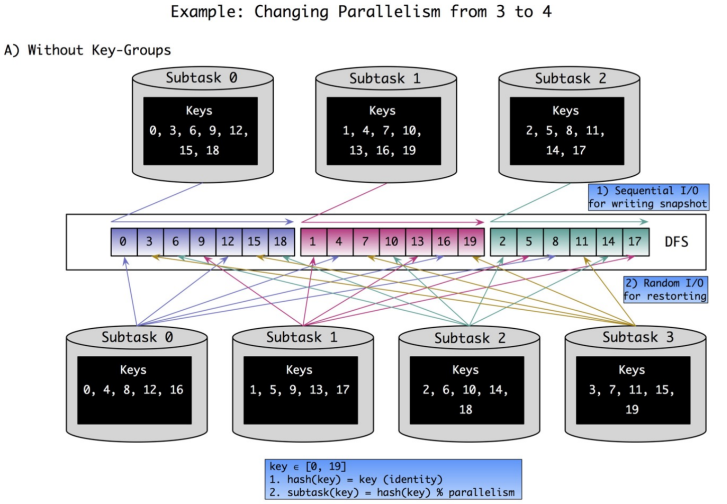 Example: Changing Parallelism from 3 to 4
A) Without Key-Groups
Subtask 0
Keys
0, 3, 6, 9, 12,
15, 18
Subtask 1
Keys
1, 4, 7, 10,
13, 16, 19
Subtask 2
Keys
2, 5, 8, 11,
14, 17
1) Sequential I/O
for writing snapshot
0 3 6 9 12 15 18 1 4 7 10 13 16 19 2 5 8 11 14 17 DFS
2) Random I/O
for restorting
Subtask 0
Keys
0, 4, 8, 12, 16
Subtask 1
Keys
1, 5, 9, 13, 17
Subtask 2
Keys
2, 6, 10, 14,
18
Subtask 3
Keys
3, 7, 11, 15,
19
key ∈ [0, 19]
1. hash(key) = key (identity)
2. subtask(key) = hash(key) % parallelism